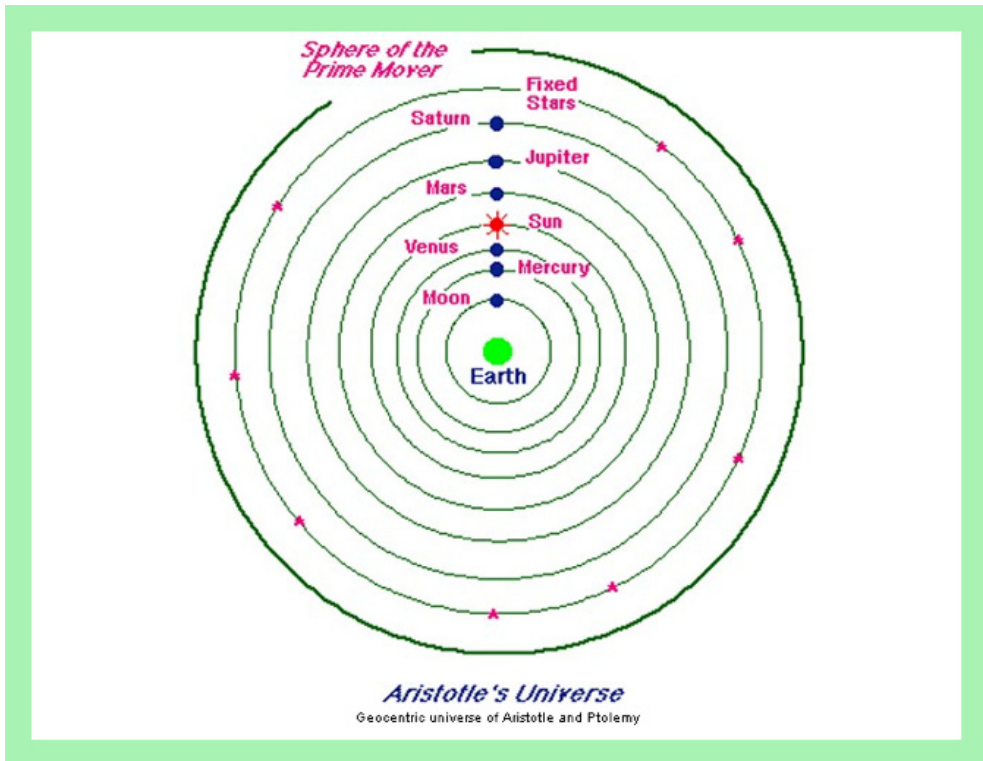 Sphere of the
Prime Mover
Fixed
Stars
Saturn
Jupiter
Mars
Sun
Venus
Mercury
Moon
Earth
Aristotle's Universe
Geocentric universe of Aristotle and Ptolemy